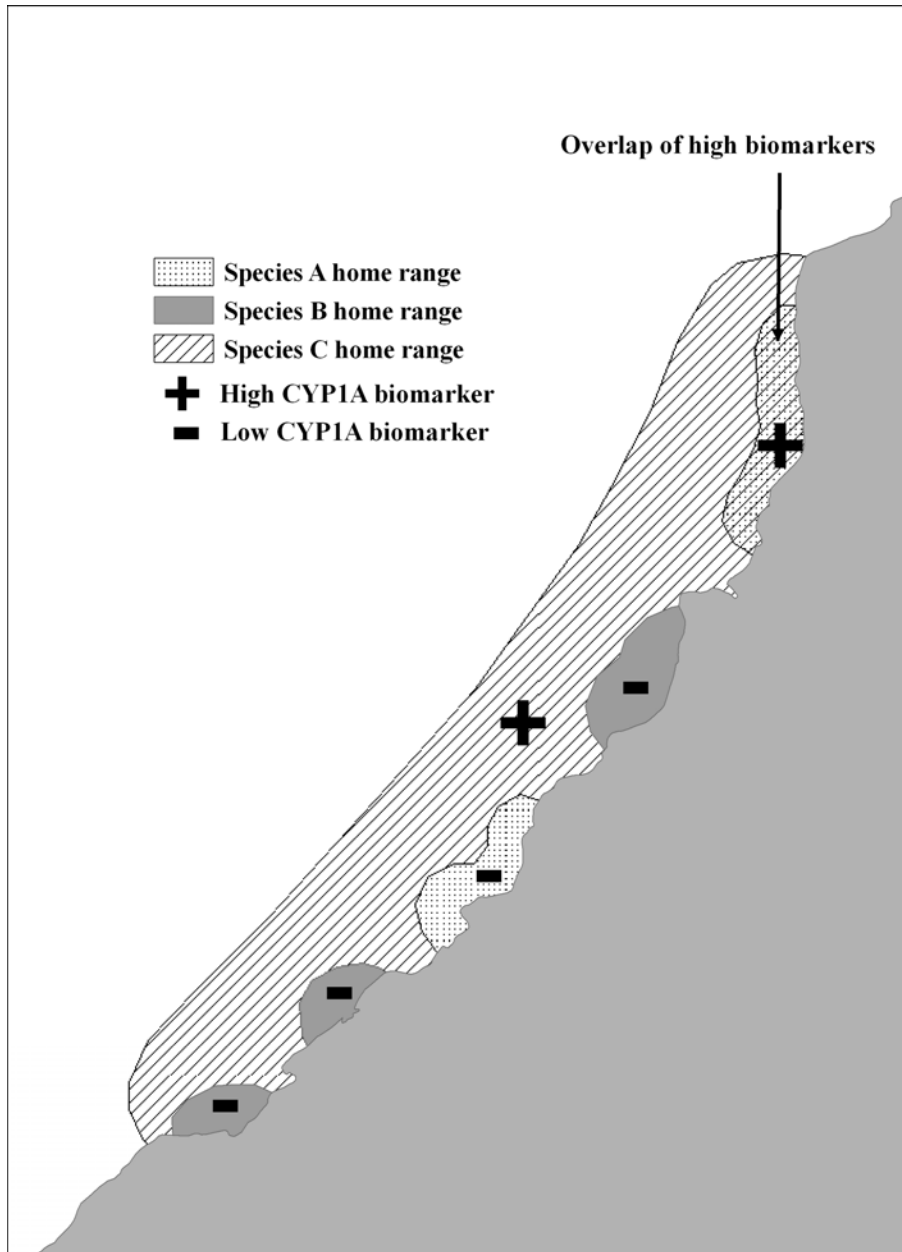 Overlap of high biomarkers
Species A home range
Species B home range
Species C home range
High CYP1A biomarker
Low CYP1A biomarker